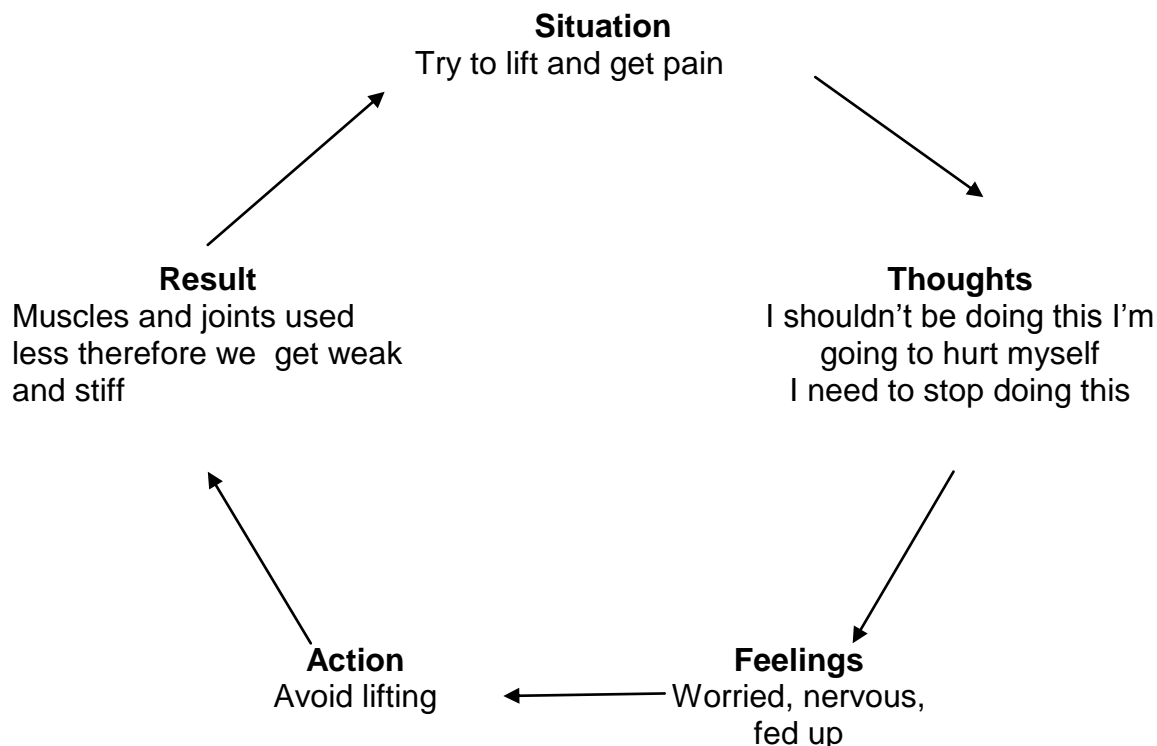 Situation
Try to lift and get pain
Thoughts
I shouldn’t be doing this I’m
going to hurt myself
I need to stop doing this
Feelings
Worried, nervous,
fed up
Action
Avoid lifting
Result
Muscles and joints used
less therefore we  get weak
and stiff